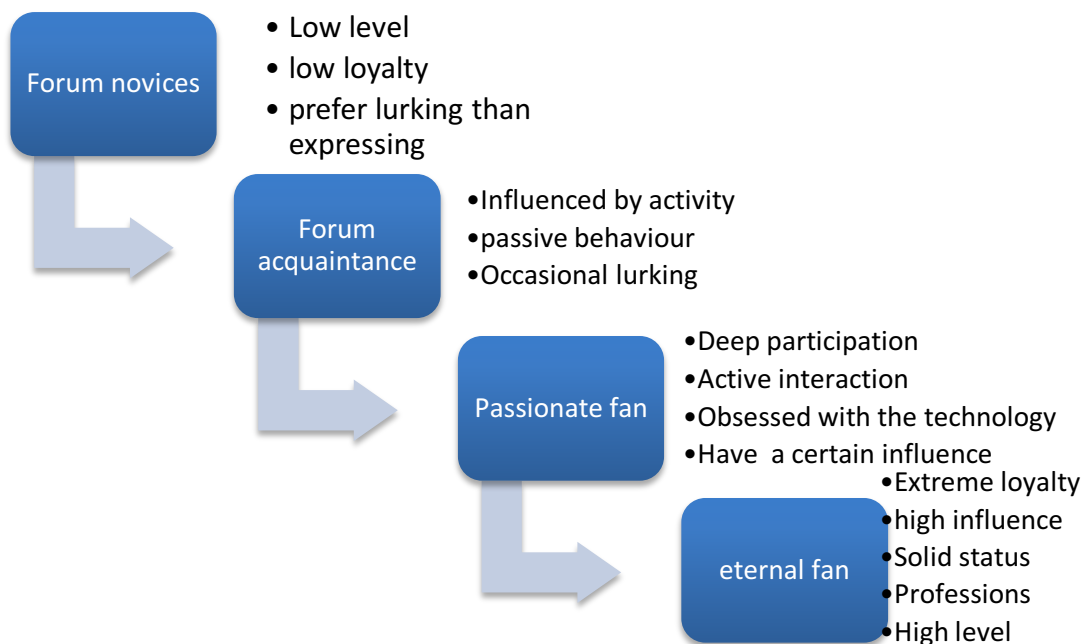 Forum novices
• Low level
• low loyalty
• prefer lurking than
expressing
Forum
acquaintance
•Influenced by activity
•passive behaviour
•Occasional lurking
Passionate fan
•Deep participation
•Active interaction
•Obsessed with the technology
•Have a certain influence
eternal fan
•Extreme loyalty
•high influence
•Solid status
•Professions
•High level